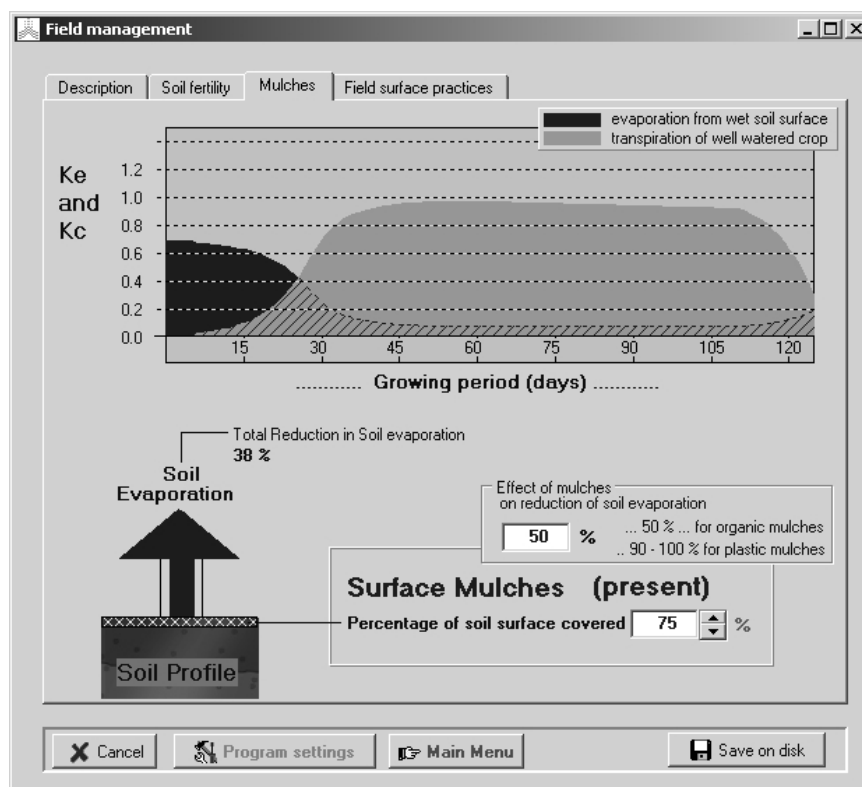 Field management
Description Soil fertility Mulches Field surface practices
evaporation from wet soil surface
transpiration of well watered crop
Ke
and
Kc
1.2
1.0
0.8
0.6
0.4
0.2
0.0
15 30 45 60 75 90 105 120
............ Growing period (days) ............
Total Reduction in Soil evaporation
38 %
Soil
Evaporation
Effect of mulches
on reduction of soil evaporation
50 % ... 50 % ... for organic mulches
.. 90 - 100 % for plastic mulches
Surface Mulches (present)
Percentage of soil surface covered 75 %
Soil Profile
Cancel Program settings Main Menu Save on disk